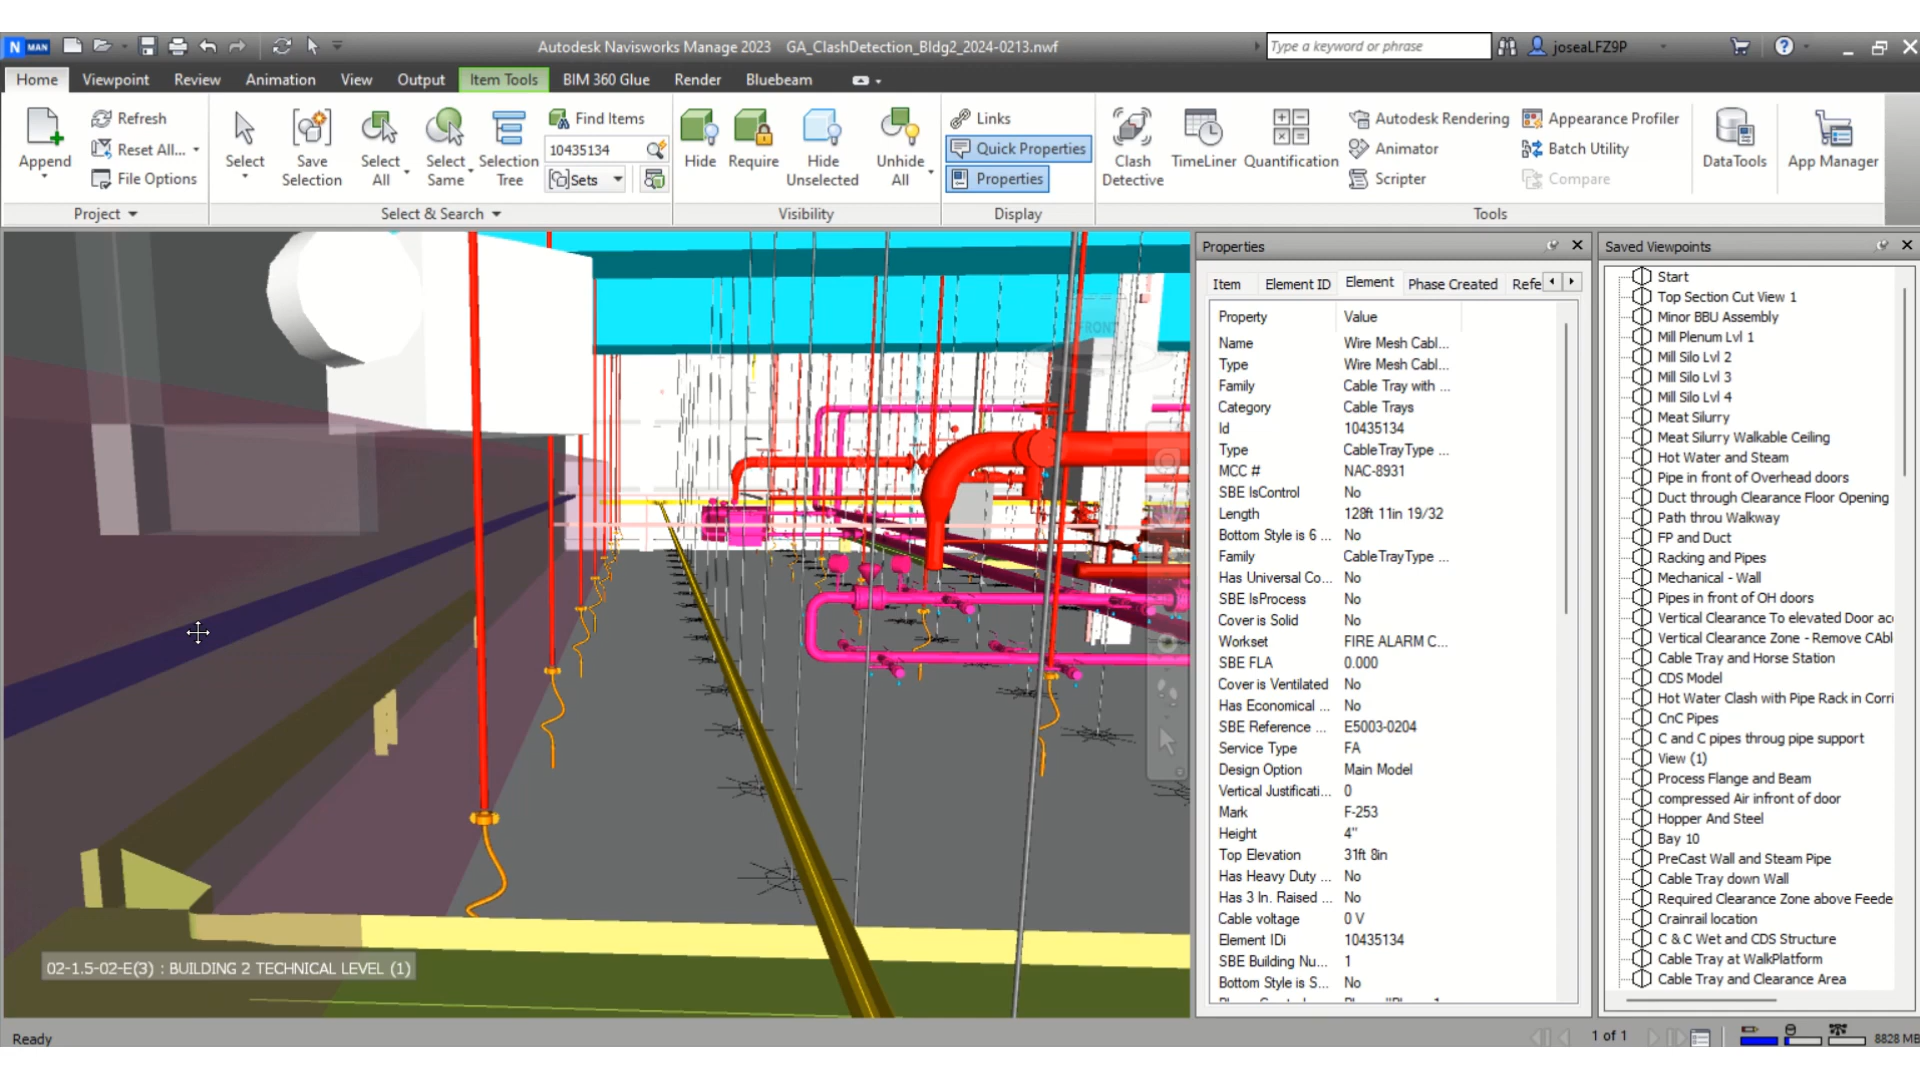 N MAN
Autodesk Navisworks Manage 2023 GA_ClashDetection_Bldg2_2024-0213.nwf
Type a keyword or phrase
joseaLFZ9P
Home Viewpoint Review Animation View Output Item Tools BIM 360 Glue Render Bluebeam
Append
Refresh
Reset All...
File Options
Project
Select
Save Selection
Select All
Select Same
Selection Tree
Find Items
10435134
Sets
Select & Search
Hide
Require
Hide Unselected
Unhide All
Visibility
Links
Quick Properties
Properties
Display
Clash Detective
TimeLiner
Quantification
Autodesk Rendering
Animator
Scripter
Appearance Profiler
Batch Utility
Compare
Tools
DataTools
App Manager
FRONT
02-1.5-02-E(3) : BUILDING 2 TECHNICAL LEVEL (1)
Properties
Item Element ID Element Phase Created Refe
Property Value
Name Wire Mesh Cabl...
Type Wire Mesh Cabl...
Family Cable Tray with ...
Category Cable Trays
Id 10435134
Type CableTrayType ...
MCC # NAC-8931
SBE IsControl No
Length 128ft 11in 19/32
Bottom Style is 6 ... No
Family CableTrayType ...
Has Universal Co... No
SBE IsProcess No
Cover is Solid No
Workset FIRE ALARM C...
SBE FLA 0.000
Cover is Ventilated No
Has Economical ... No
SBE Reference ... E5003-0204
Service Type FA
Design Option Main Model
Vertical Justificati... 0
Mark F-253
Height 4"
Top Elevation 31ft 8in
Has Heavy Duty ... No
Has 3 In. Raised ... No
Cable voltage 0 V
Element IDi 10435134
SBE Building Nu... 1
Bottom Style is S... No
Saved Viewpoints
Start
Top Section Cut View 1
Minor BBU Assembly
Mill Plenum Lvl 1
Mill Silo Lvl 2
Mill Silo Lvl 3
Mill Silo Lvl 4
Meat Slurry
Meat Slurry Walkable Ceiling
Hot Water and Steam
Pipe in front of Overhead doors
Duct through Clearance Floor Opening
Path throu Walkway
FP and Duct
Racking and Pipes
Mechanical - Wall
Pipes in front of OH doors
Vertical Clearance To elevated Door ac
Vertical Clearance Zone - Remove CAbl
Cable Tray and Horse Station
CDS Model
Hot Water Clash with Pipe Rack in Corri
CnC Pipes
C and C pipes throug pipe support
View (1)
Process Flange and Beam
compressed Air infront of door
Hopper And Steel
Bay 10
PreCast Wall and Steam Pipe
Cable Tray down Wall
Required Clearance Zone above Feede
Crainrail location
C & C Wet and CDS Structure
Cable Tray at WalkPlatform
Cable Tray and Clearance Area
Ready
1 of 1
8828 MB